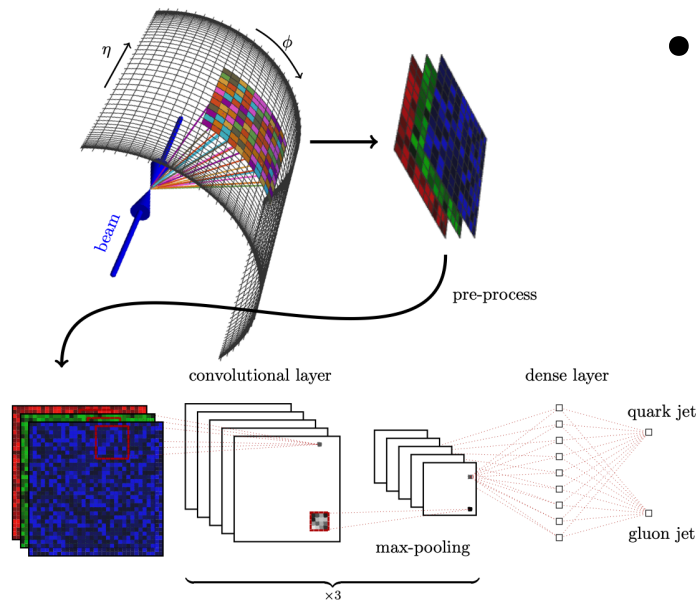 η
ϕ
beam
pre-process
convolutional layer
dense layer
quark jet
gluon jet
max-pooling
×3